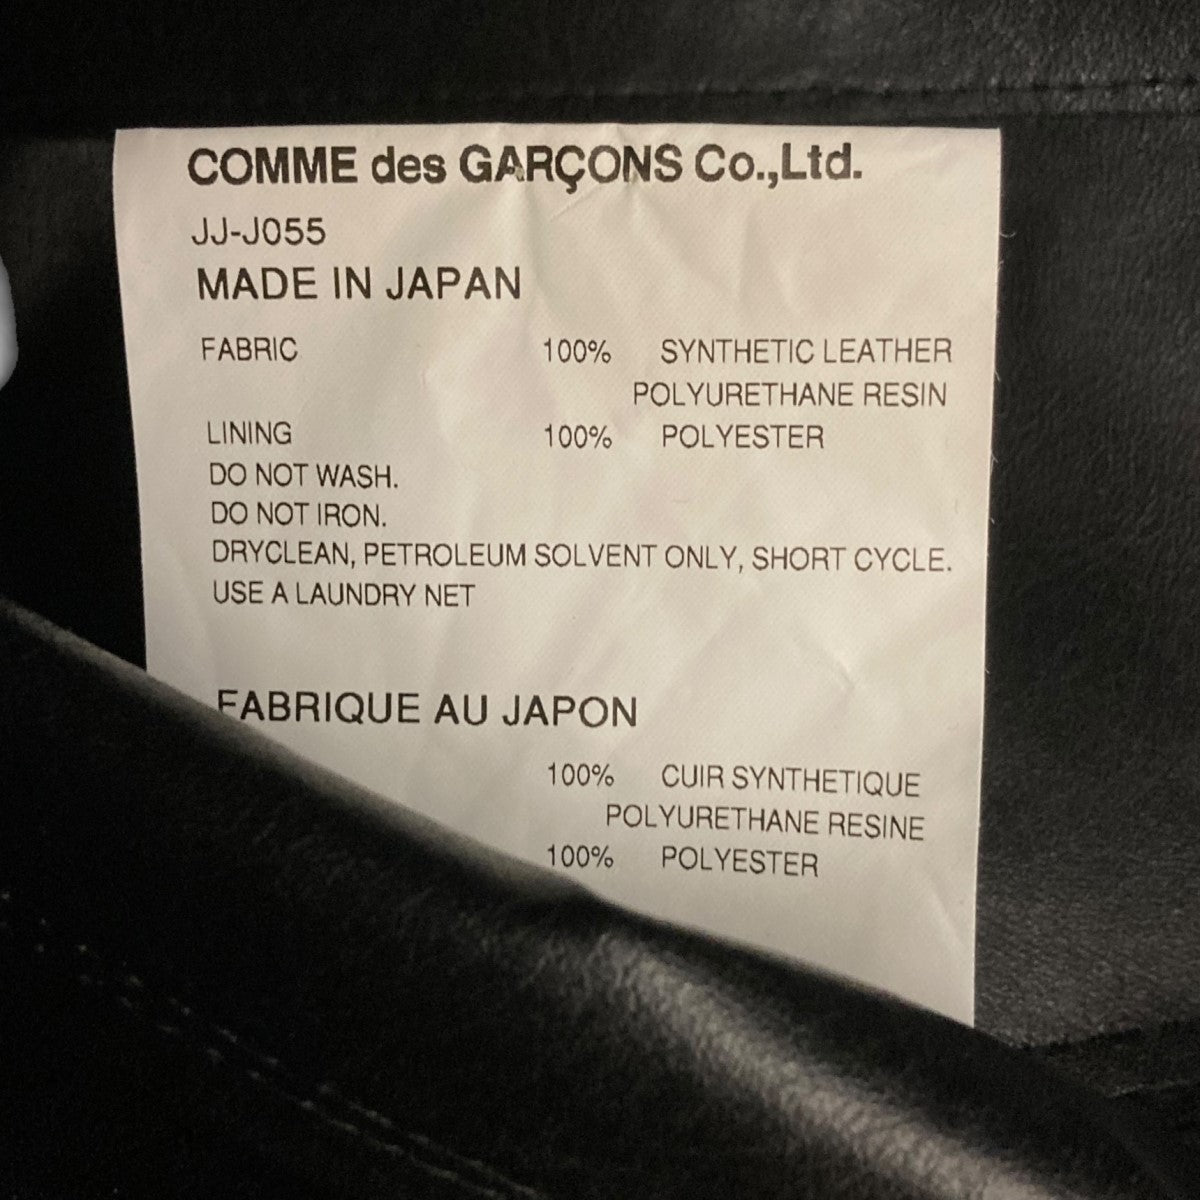 COMME des GARÇONS Co.,Ltd.
JJ-J055
MADE IN JAPAN
FABRIC 100% SYNTHETIC LEATHER
POLYURETHANE RESIN
LINING 100% POLYESTER
DO NOT WASH.
DO NOT IRON.
DRYCLEAN, PETROLEUM SOLVENT ONLY, SHORT CYCLE.
USE A LAUNDRY NET
FABRIQUE AU JAPON
100% CUIR SYNTHETIQUE
POLYURETHANE RESINE
100% POLYESTER